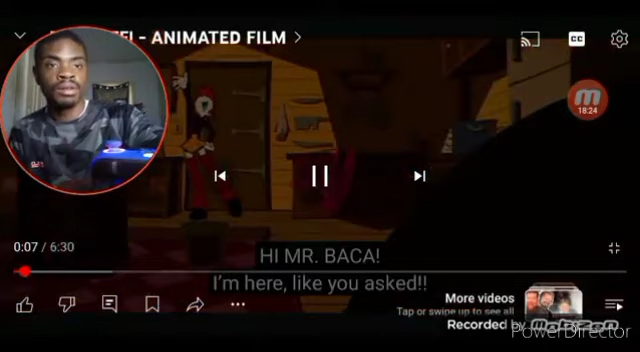 - ANIMATED FILM
CC
18:24
0:07 / 6:30
HI MR. BACA!
I'm here, like you asked!!
More videos
Tap or swipe up to see all
Recorded by
PowerDirector